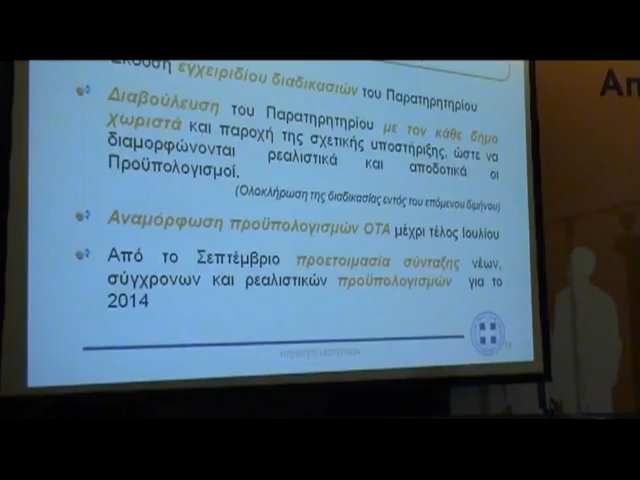 Έκδοση εγχειριδίου διαδικασιών του Παρατηρητηρίου
Διαβούλευση του Παρατηρητηρίου με τον κάθε δήμο
χωριστά και παροχή της σχετικής υποστήριξης, ώστε να
διαμορφώνονται ρεαλιστικά και αποδοτικά οι
Προϋπολογισμοί.
(Ολοκλήρωση της διαδικασίας εντός του επόμενου διμήνου)
Αναμόρφωση προϋπολογισμών ΟΤΑ μέχρι τέλος Ιουλίου
Από το Σεπτέμβριο προετοιμασία σύνταξης νέων,
σύγχρονων και ρεαλιστικών προϋπολογισμών για το
2014
Απ